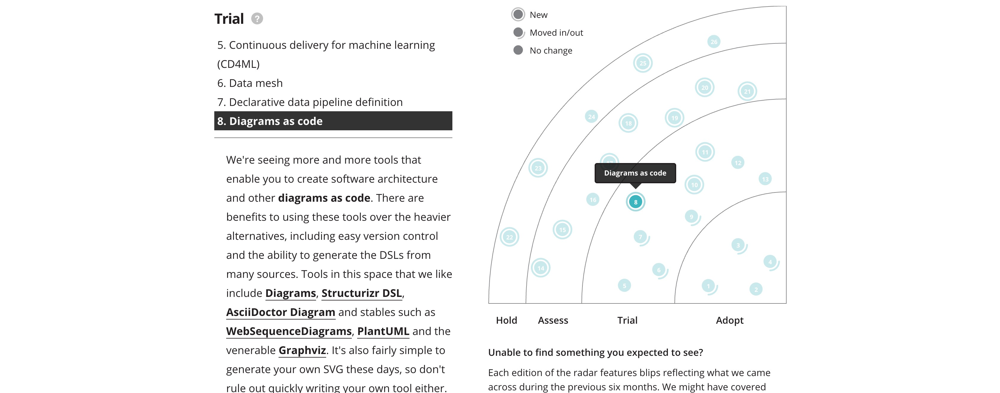 Trial ?
5. Continuous delivery for machine learning
(CD4ML)
6. Data mesh
7. Declarative data pipeline definition
8. Diagrams as code
We're seeing more and more tools that
enable you to create software architecture
and other diagrams as code. There are
benefits to using these tools over the heavier
alternatives, including easy version control
and the ability to generate the DSLs from
many sources. Tools in this space that we like
include Diagrams, Structurizr DSL,
AsciiDoctor Diagram and stables such as
WebSequenceDiagrams, PlantUML and the
venerable Graphviz. It's also fairly simple to
generate your own SVG these days, so don't
rule out quickly writing your own tool either.
New
Moved in/out
No change
26
25
20
21
24
18
19
11
17
12
23
Diagrams as code
13
10
16
8
9
15
7
22
3
4
14
6
5
1
2
Hold
Assess
Trial
Adopt
Unable to find something you expected to see?
Each edition of the radar features blips reflecting what we came
across during the previous six months. We might have covered